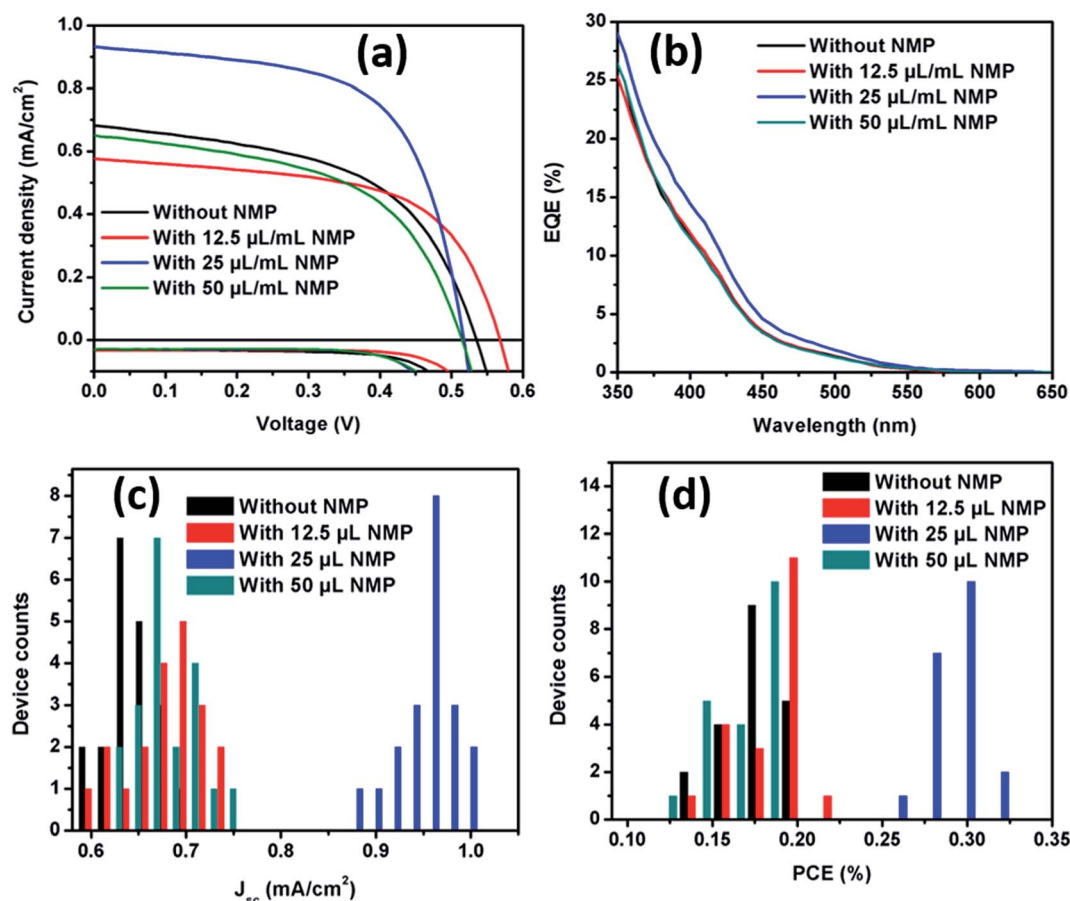 (a)
1.0
0.8
0.6
0.4
0.2
0.0
Current density (mA/cm²)
Without NMP
With 12.5 µL/mL NMP
With 25 µL/mL NMP
With 50 µL/mL NMP
0.0 0.1 0.2 0.3 0.4 0.5 0.6
Voltage (V)
(b)
30
25
20
15
10
5
0
EQE (%)
Without NMP
With 12.5 µL/mL NMP
With 25 µL/mL NMP
With 50 µL/mL NMP
350 400 450 500 550 600 650
Wavelength (nm)
(c)
8
7
6
5
4
3
2
1
0
Device counts
Without NMP
With 12.5 µL NMP
With 25 µL NMP
With 50 µL NMP
0.6 0.7 0.8 0.9 1.0
Jsc (mA/cm²)
(d)
14
12
10
8
6
4
2
0
Device counts
Without NMP
With 12.5 µL NMP
With 25 µL NMP
With 50 µL NMP
0.10 0.15 0.20 0.25 0.30 0.35
PCE (%)